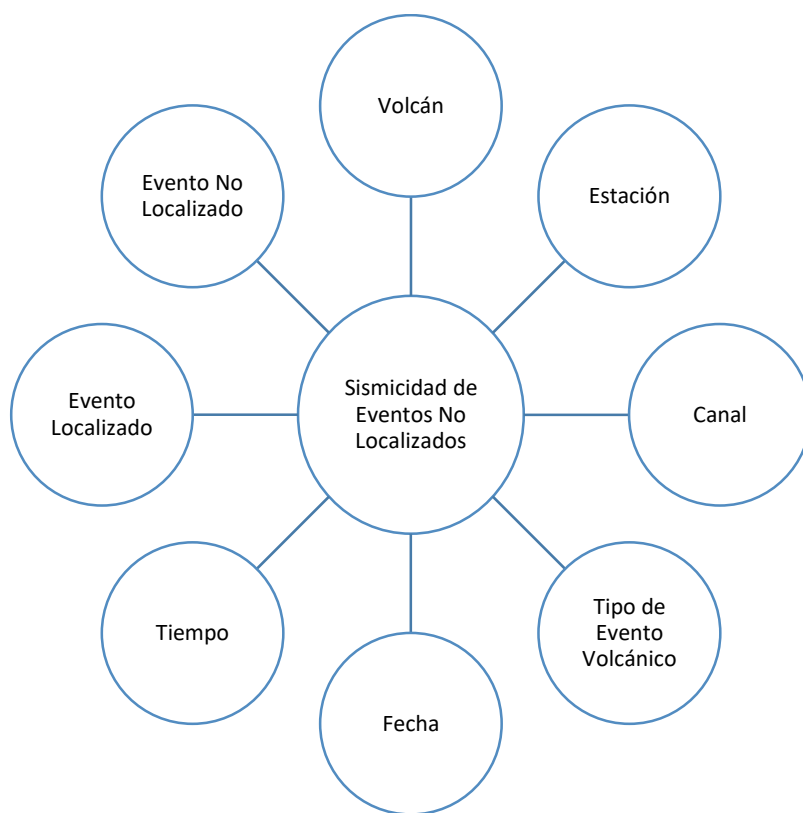 Volcán
Evento No
Localizado
Estación
Sismicidad de
Eventos No
Localizados
Evento
Localizado
Canal
Tiempo
Tipo de
Evento
Volcánico
Fecha